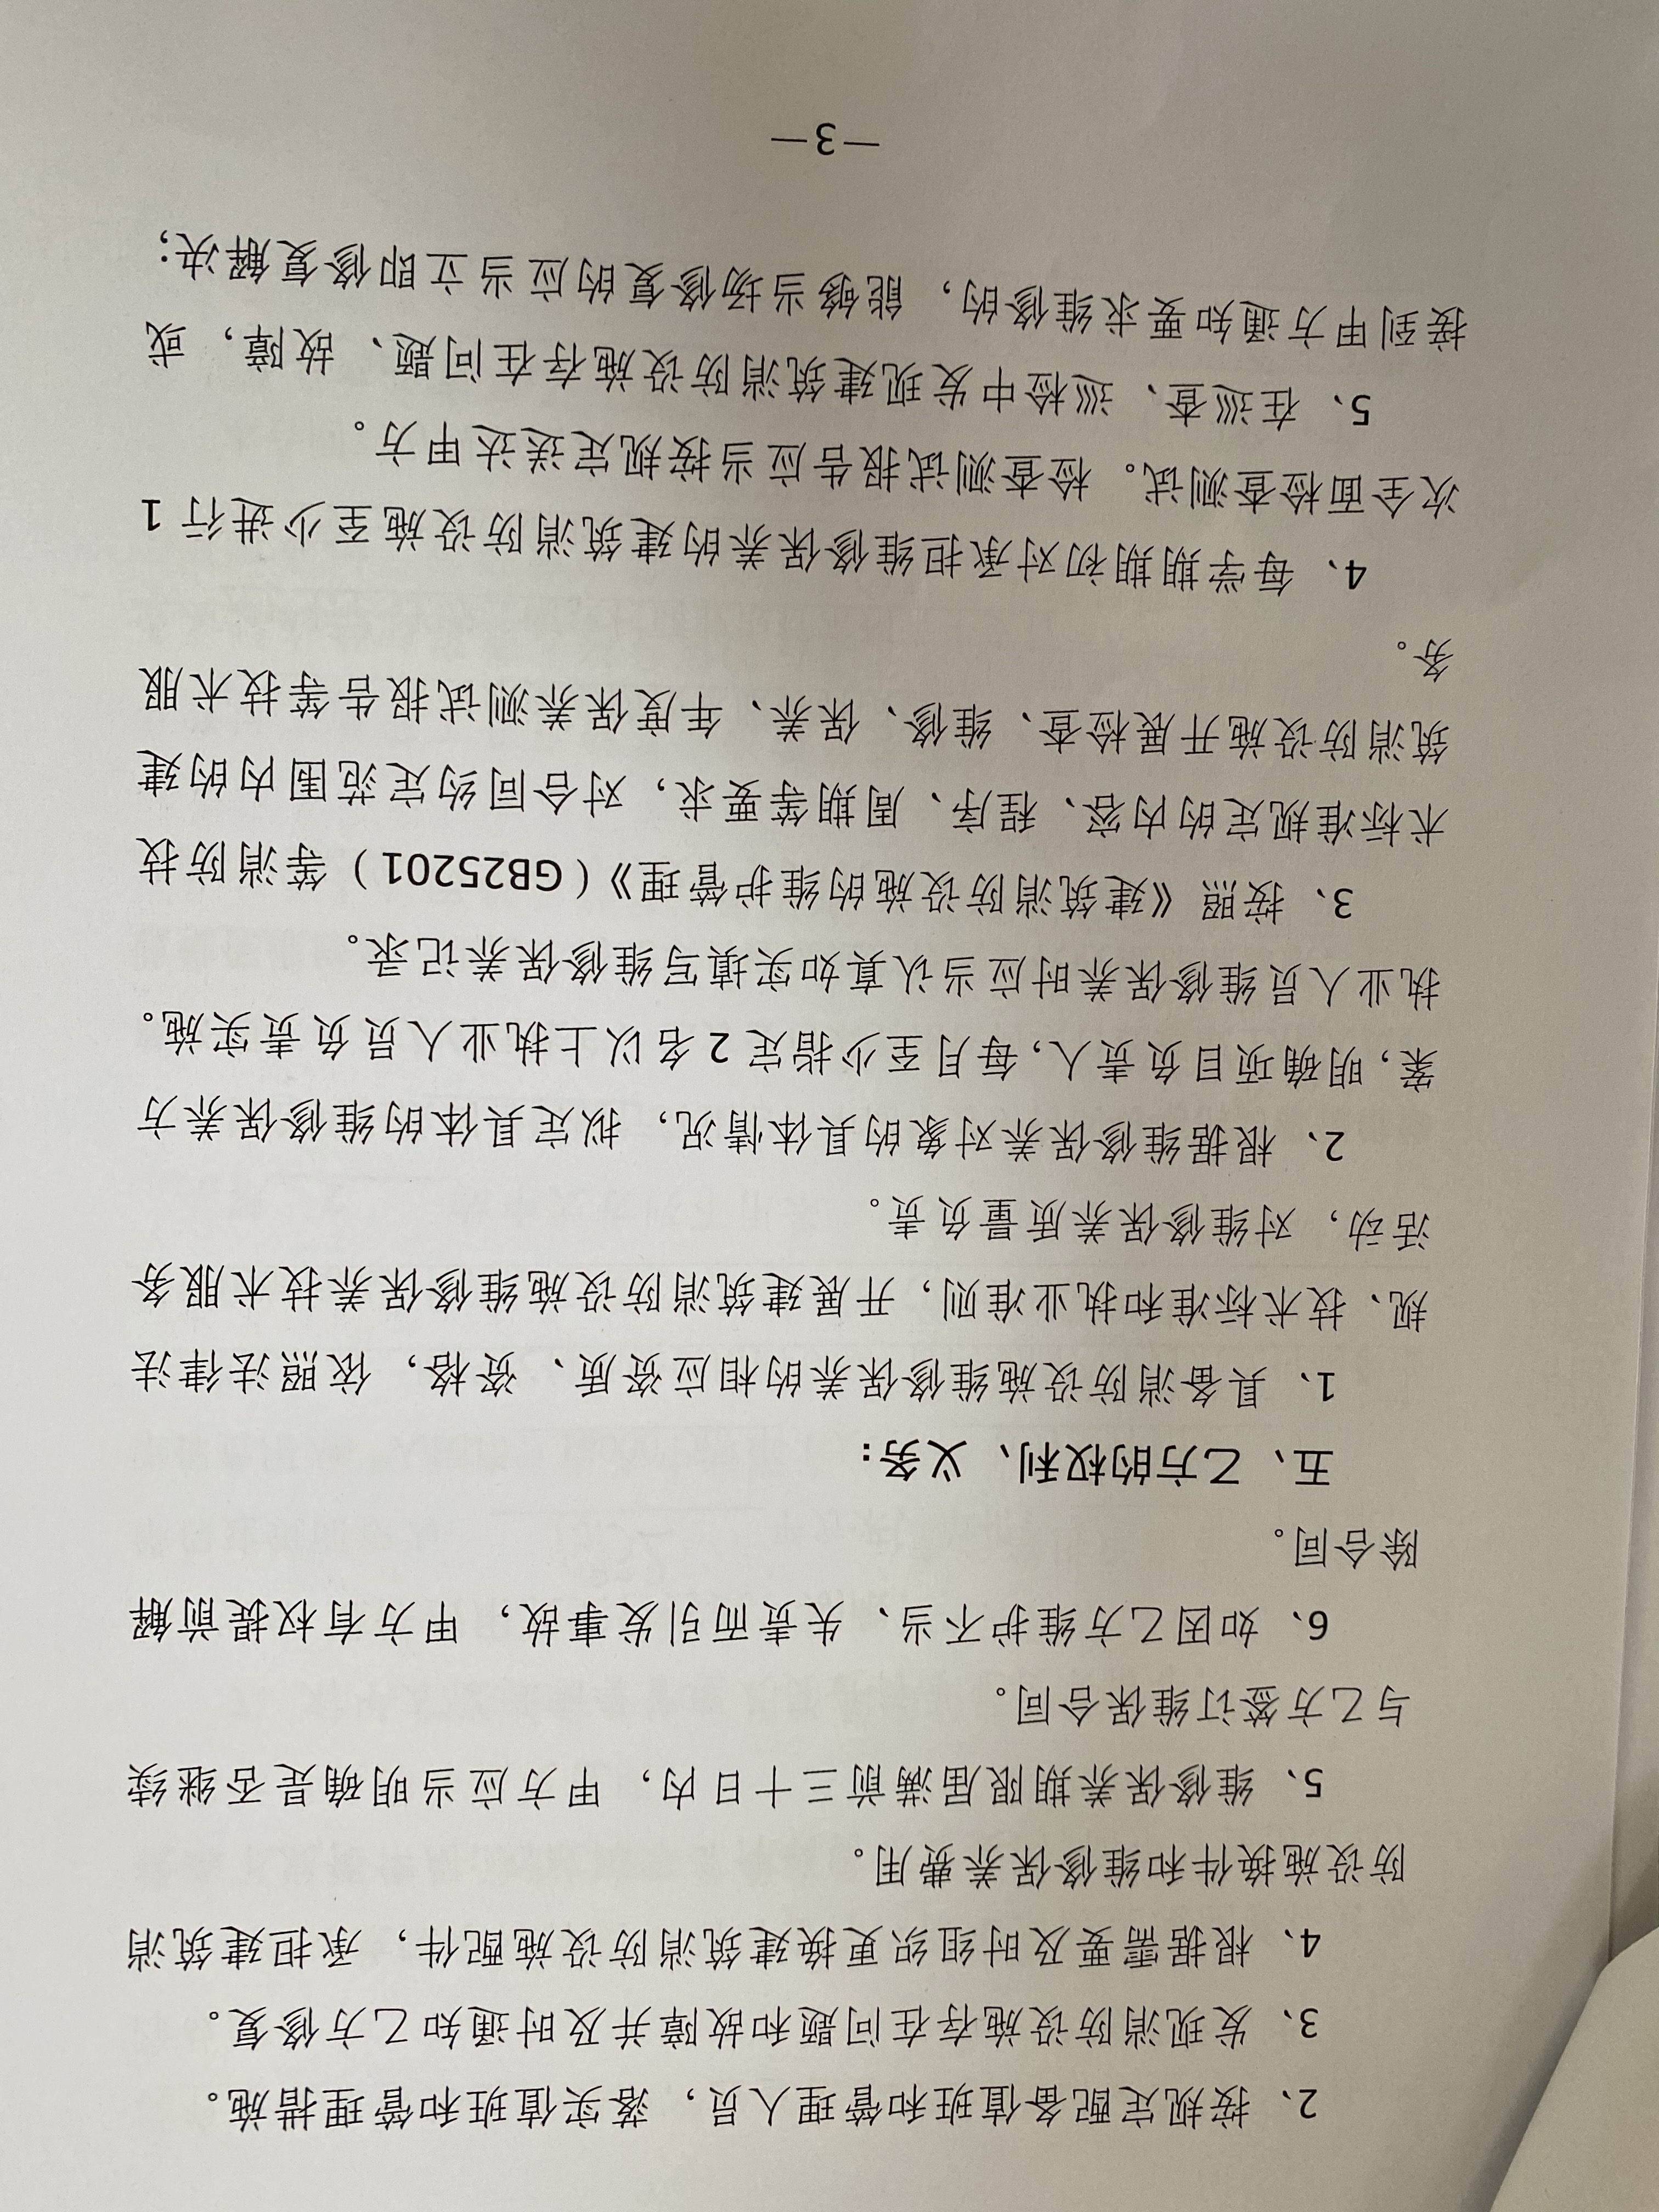 2、按规定配备值班和管理人员，落实值班和管理措施。
3、发现消防设施存在问题和故障并及时通知乙方修复。
4、根据需要及时组织更换建筑消防设施配件，承担建筑消
防设施换件和维修保养费用。
5、维修保养期限届满前三十日内，甲方应当明确是否继续
与乙方签订维保合同。
6、如因乙方维护不当、失责而引发事故，甲方有权提前解
除合同。
五、乙方的权利、义务：
1、具备消防设施维修保养的相应资质、资格，依照法律法
规、技术标准和执业准则，开展建筑消防设施维修保养技术服务
活动，对维修保养质量负责。
2、根据维修保养对象的具体情况，拟定具体的维修保养方
案，明确项目负责人，每月至少指定 2 名以上执业人员负责实施。
执业人员维修保养时应当认真如实填写维修保养记录。
3、按照《建筑消防设施的维护管理》（GB25201）等消防技
术标准规定的内容、程序、周期等要求，对合同约定范围内的建
筑消防设施开展检查、维修、保养、年度保养测试报告等技术服
务。
4、每学期期初对承担维修保养的建筑消防设施至少进行 1
次全面检查测试。检查测试报告应当按规定送达甲方。
5、在巡查、巡检中发现建筑消防设施存在问题、故障，或
接到甲方通知要求维修的，能够当场修复的应当立即修复解决；
—3—